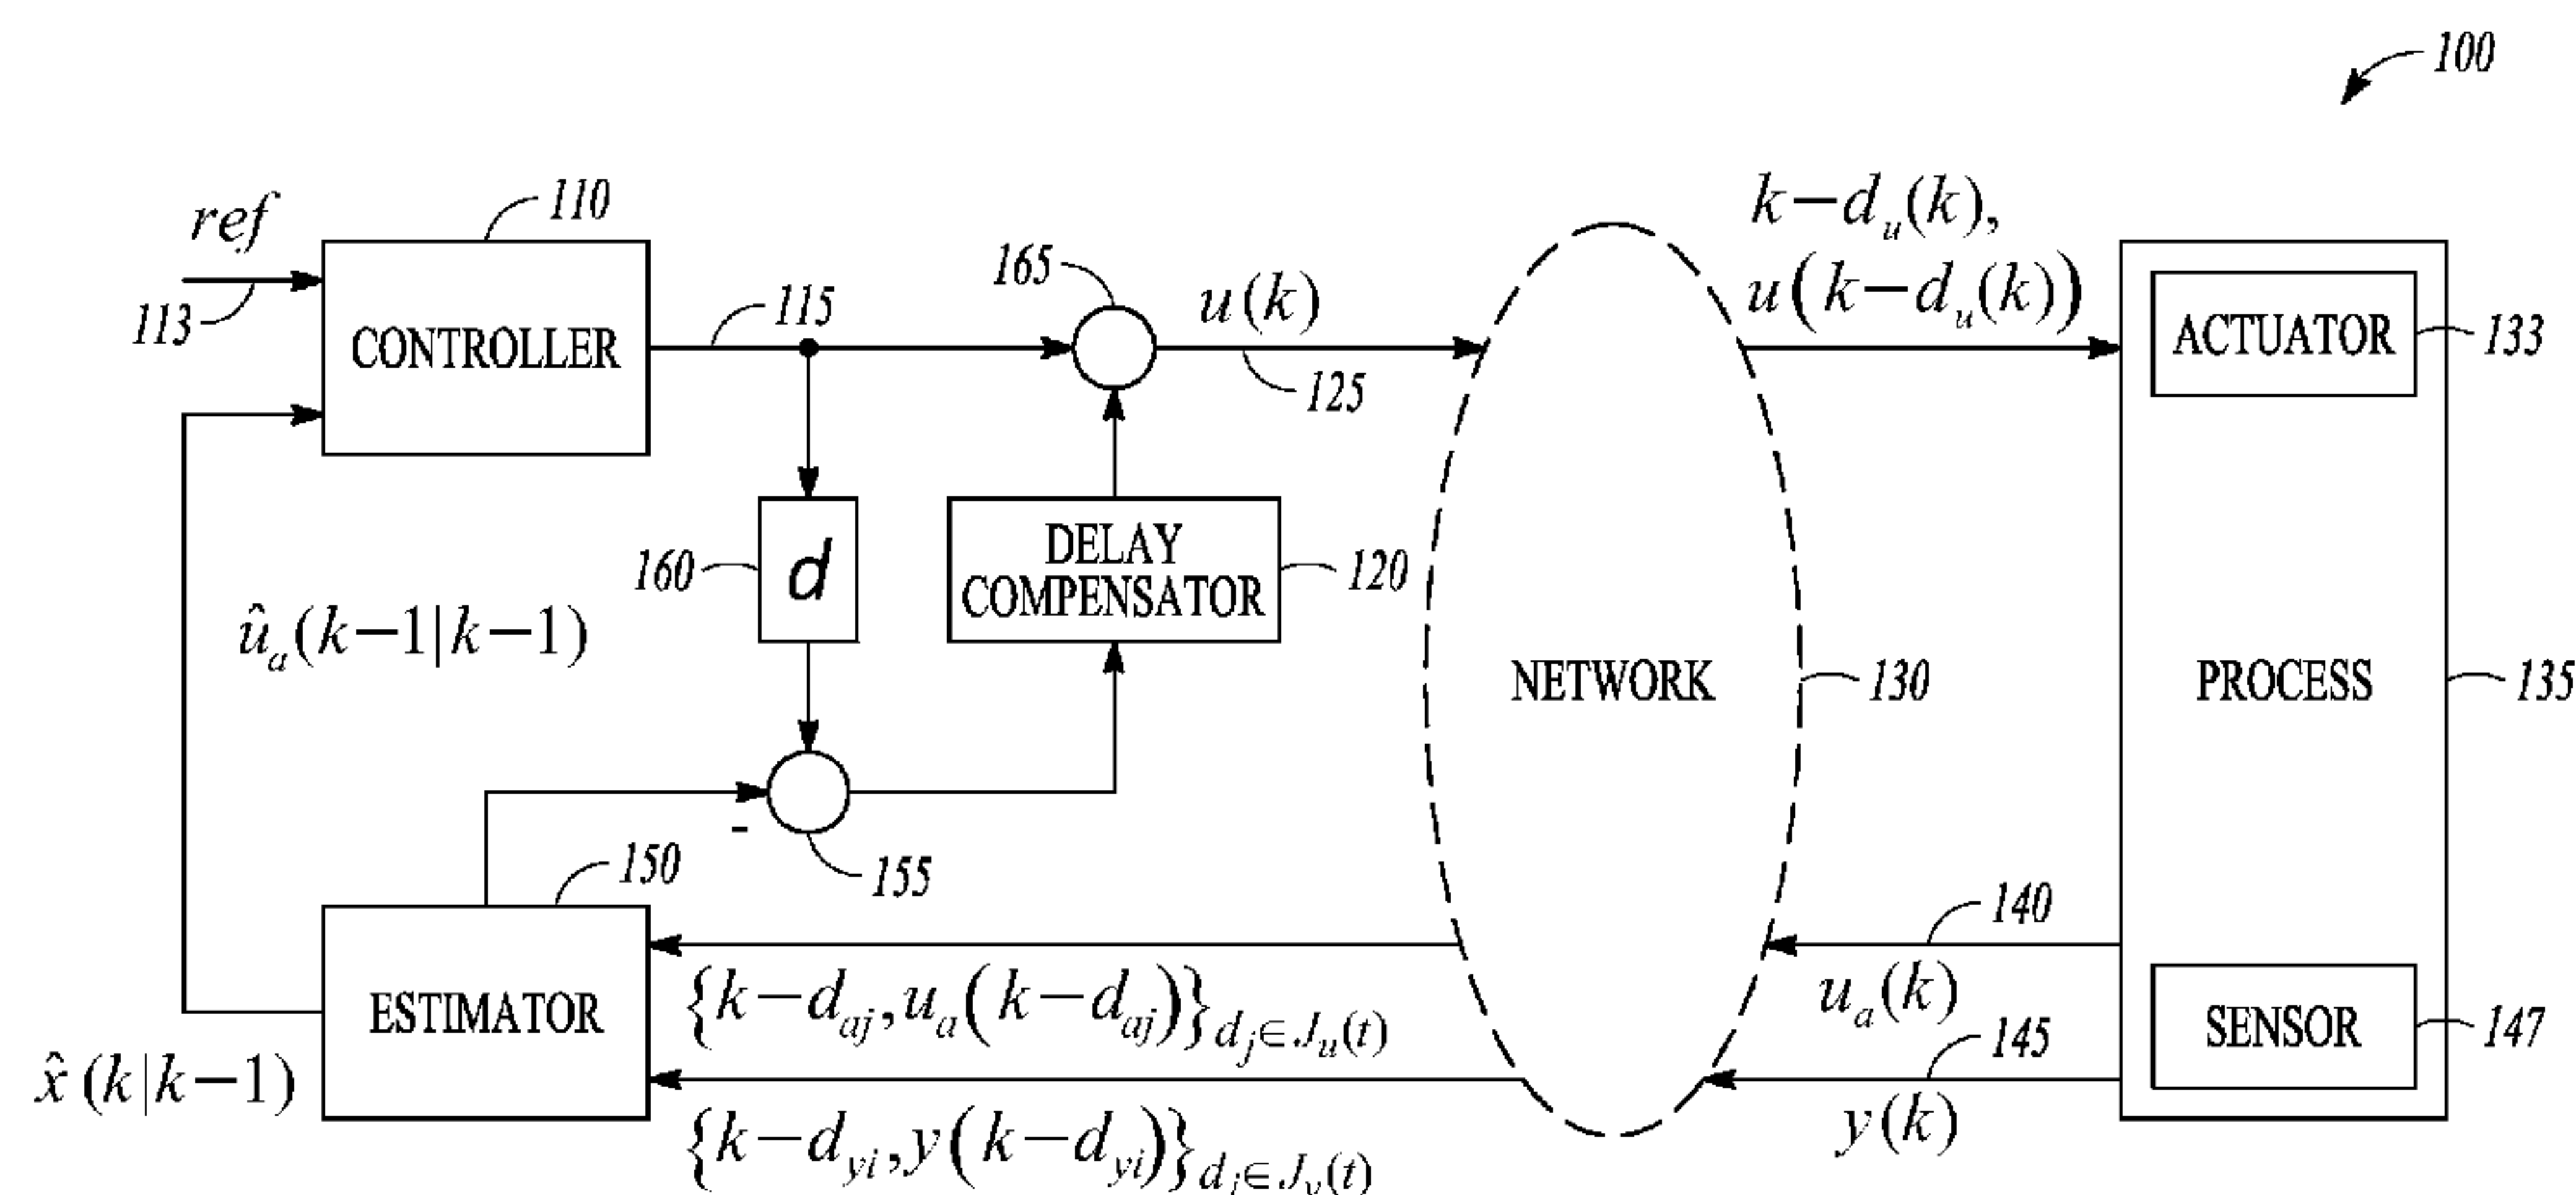 100
ref
113
110
CONTROLLER
115
165
u(k)
125
k−d_u(k),
u(k−d_u(k))
ACTUATOR
133
160
d
DELAY
COMPENSATOR
120
û_a(k−1|k−1)
NETWORK
130
PROCESS
135
-
155
150
ESTIMATOR
x̂(k|k−1)
{k−d_aj,u_a(k−d_aj)}_{d_j∈J_u(t)}
{k−d_yi,y(k−d_yi)}_{d_i∈J_y(t)}
140
u_a(k)
145
y(k)
SENSOR
147